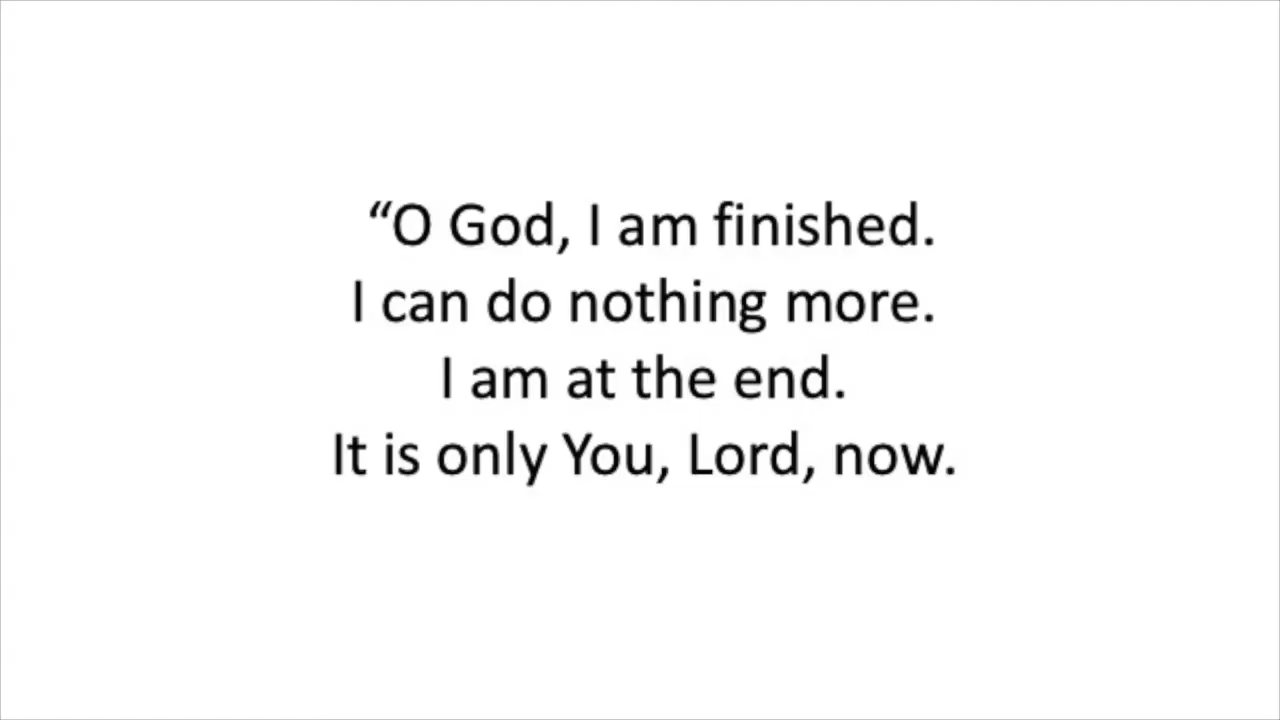 “O God, I am finished.
I can do nothing more.
I am at the end.
It is only You, Lord, now.